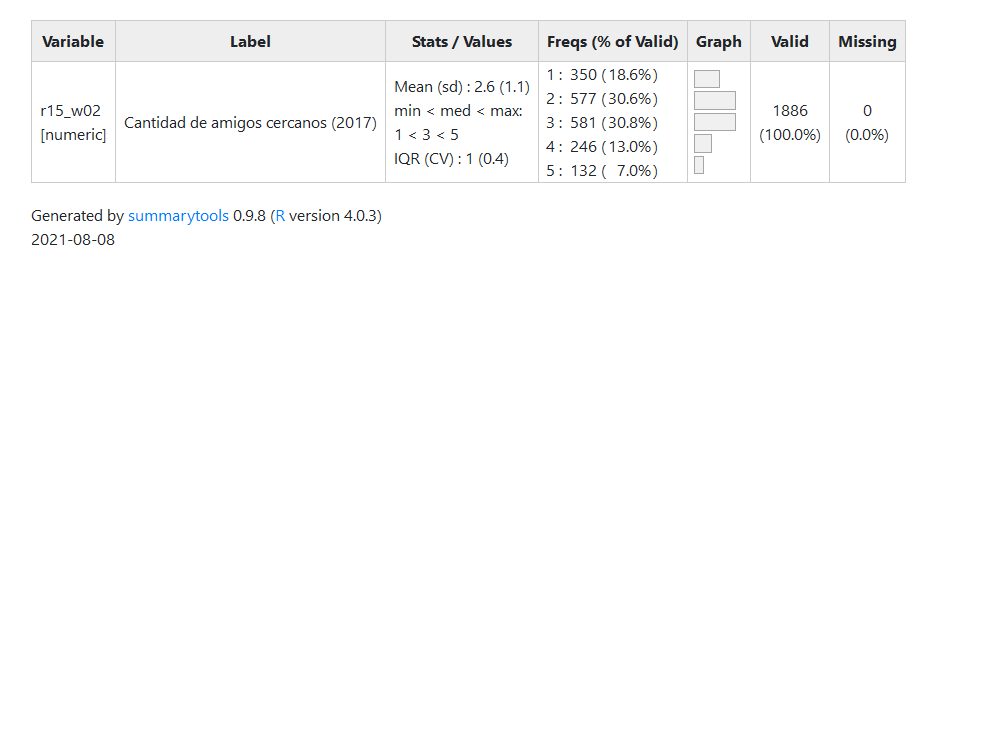 Variable Label Stats / Values Freqs (% of Valid) Graph Valid Missing
r15_w02
[numeric]
Cantidad de amigos cercanos (2017)
Mean (sd) : 2.6 (1.1)
min < med < max:
1 < 3 < 5
IQR (CV) : 1 (0.4)
1 : 350 (18.6%)
2 : 577 (30.6%)
3 : 581 (30.8%)
4 : 246 (13.0%)
5 : 132 ( 7.0%)
1886
(100.0%)
0
(0.0%)
Generated by summarytools 0.9.8 (R version 4.0.3)
2021-08-08